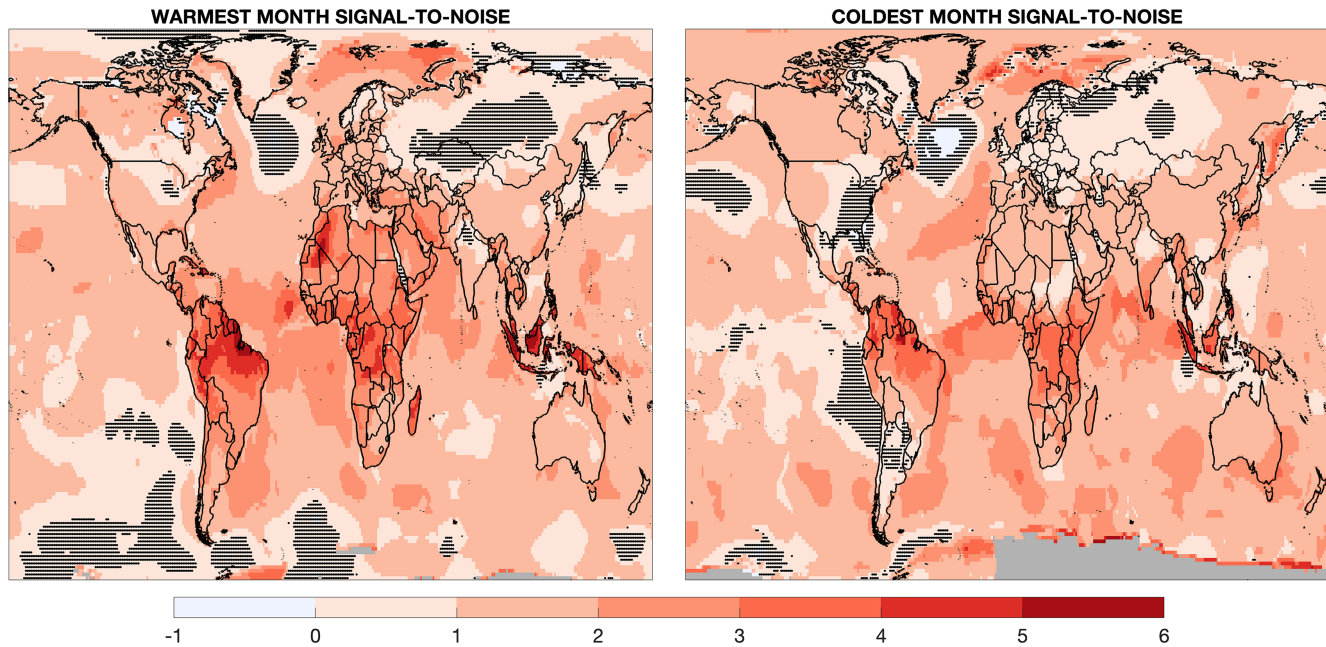 WARMEST MONTH SIGNAL-TO-NOISE
COLDEST MONTH SIGNAL-TO-NOISE
-1 0 1 2 3 4 5 6